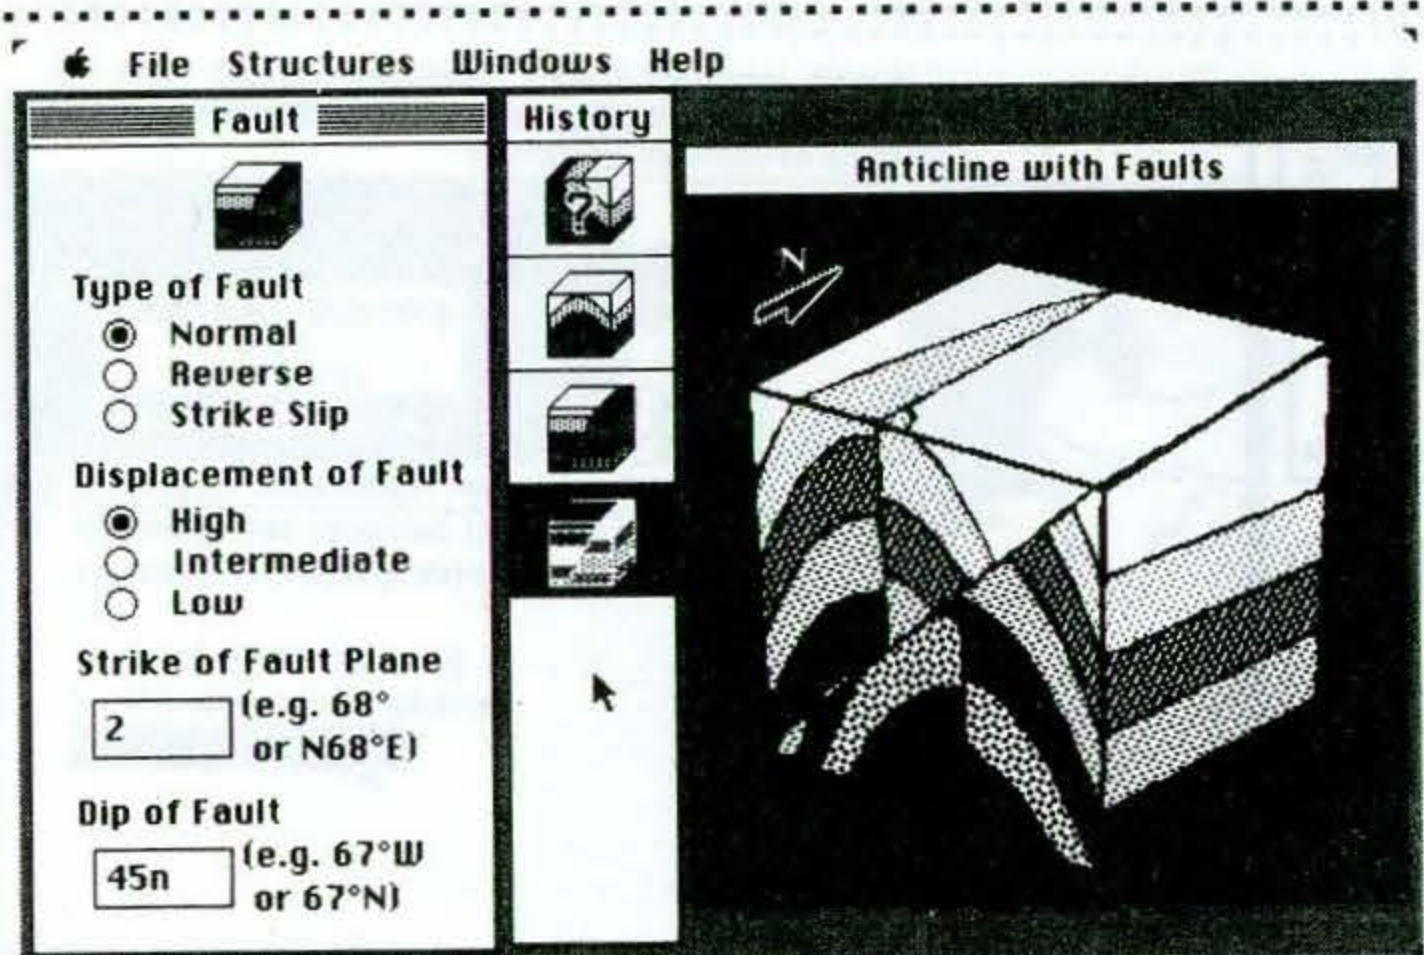 File Structures Windows Help
Fault
Type of Fault
Normal
Reverse
Strike Slip
Displacement of Fault
High
Intermediate
Low
Strike of Fault Plane
2 (e.g. 68°
or N68°E)
Dip of Fault
45n (e.g. 67°W
or 67°N)
History
?
Anticline with Faults
N